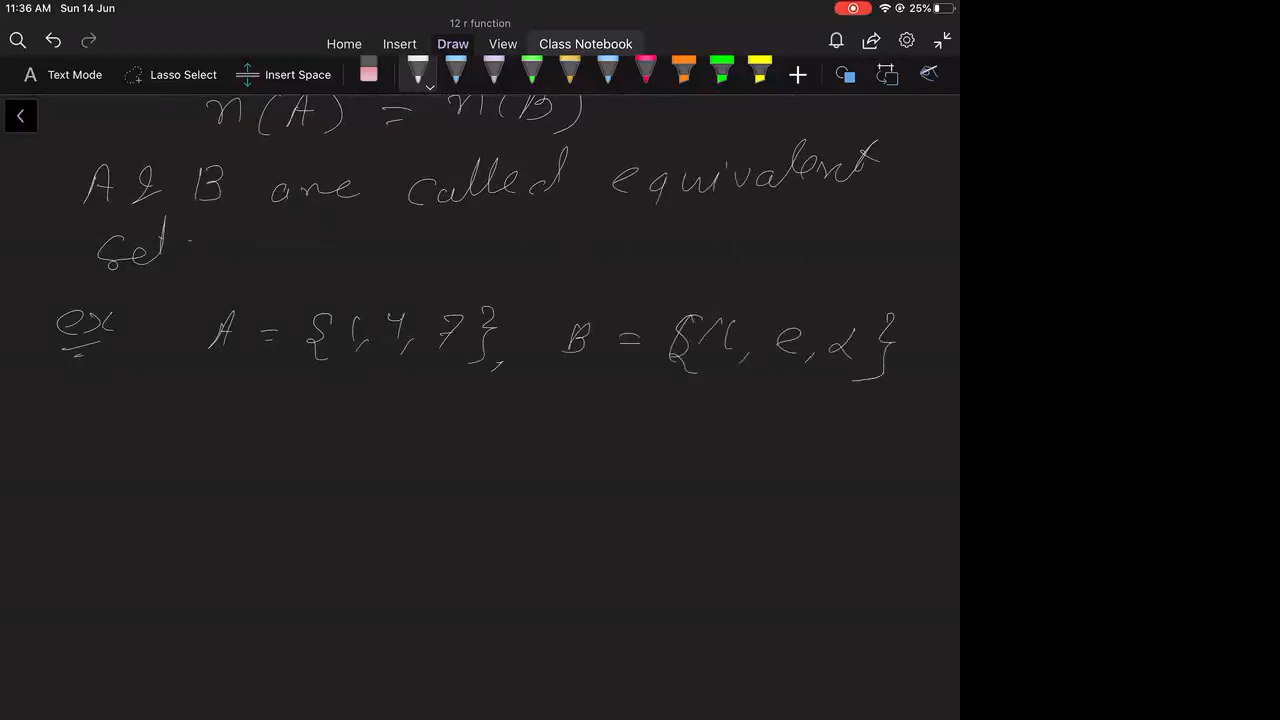 11:36 AM Sun 14 Jun 25%
12 r function
Home Insert Draw View Class Notebook
A Text Mode Lasso Select Insert Space
n(A) = n(B)
A & B are called equivalent
set.
ex A = {1, 4, 7}, B = {π, e, α}